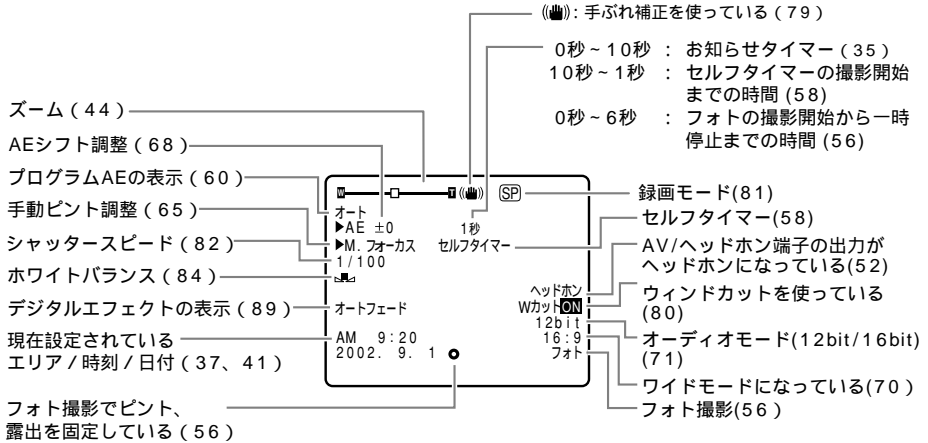 ((🖐)): 手ぶれ補正を使っている ( 79 )
0秒~10秒 : お知らせタイマー ( 35 )
10秒~1秒 : セルフタイマーの撮影開始
までの時間 (58)
0秒~6秒 : フォトの撮影開始から一時
停止までの時間 (56)
ズーム ( 44 )
AEシフト調整 ( 68 )
プログラムAEの表示 ( 60 )
手動ピント調整 ( 65 )
シャッタースピード ( 82 )
ホワイトバランス ( 84 )
デジタルエフェクトの表示 ( 89 )
現在設定されている
エリア / 時刻 / 日付 ( 37、41 )
フォト撮影でピント、
露出を固定している ( 56 )
W T SP
オート
▶AE ±0
1秒
▶M. フォーカス
セルフタイマー
1/100
ヘッドホン
Wカット ON
オートフェード
12bit
AM 9:20
16:9
2002. 9. 1
フォト
録画モード(81)
セルフタイマー(58)
AV/ヘッドホン端子の出力が
ヘッドホンになっている(52)
ウィンドカットを使っている
(80)
オーディオモード(12bit/16bit)
(71)
ワイドモードになっている(70 )
フォト撮影(56 )